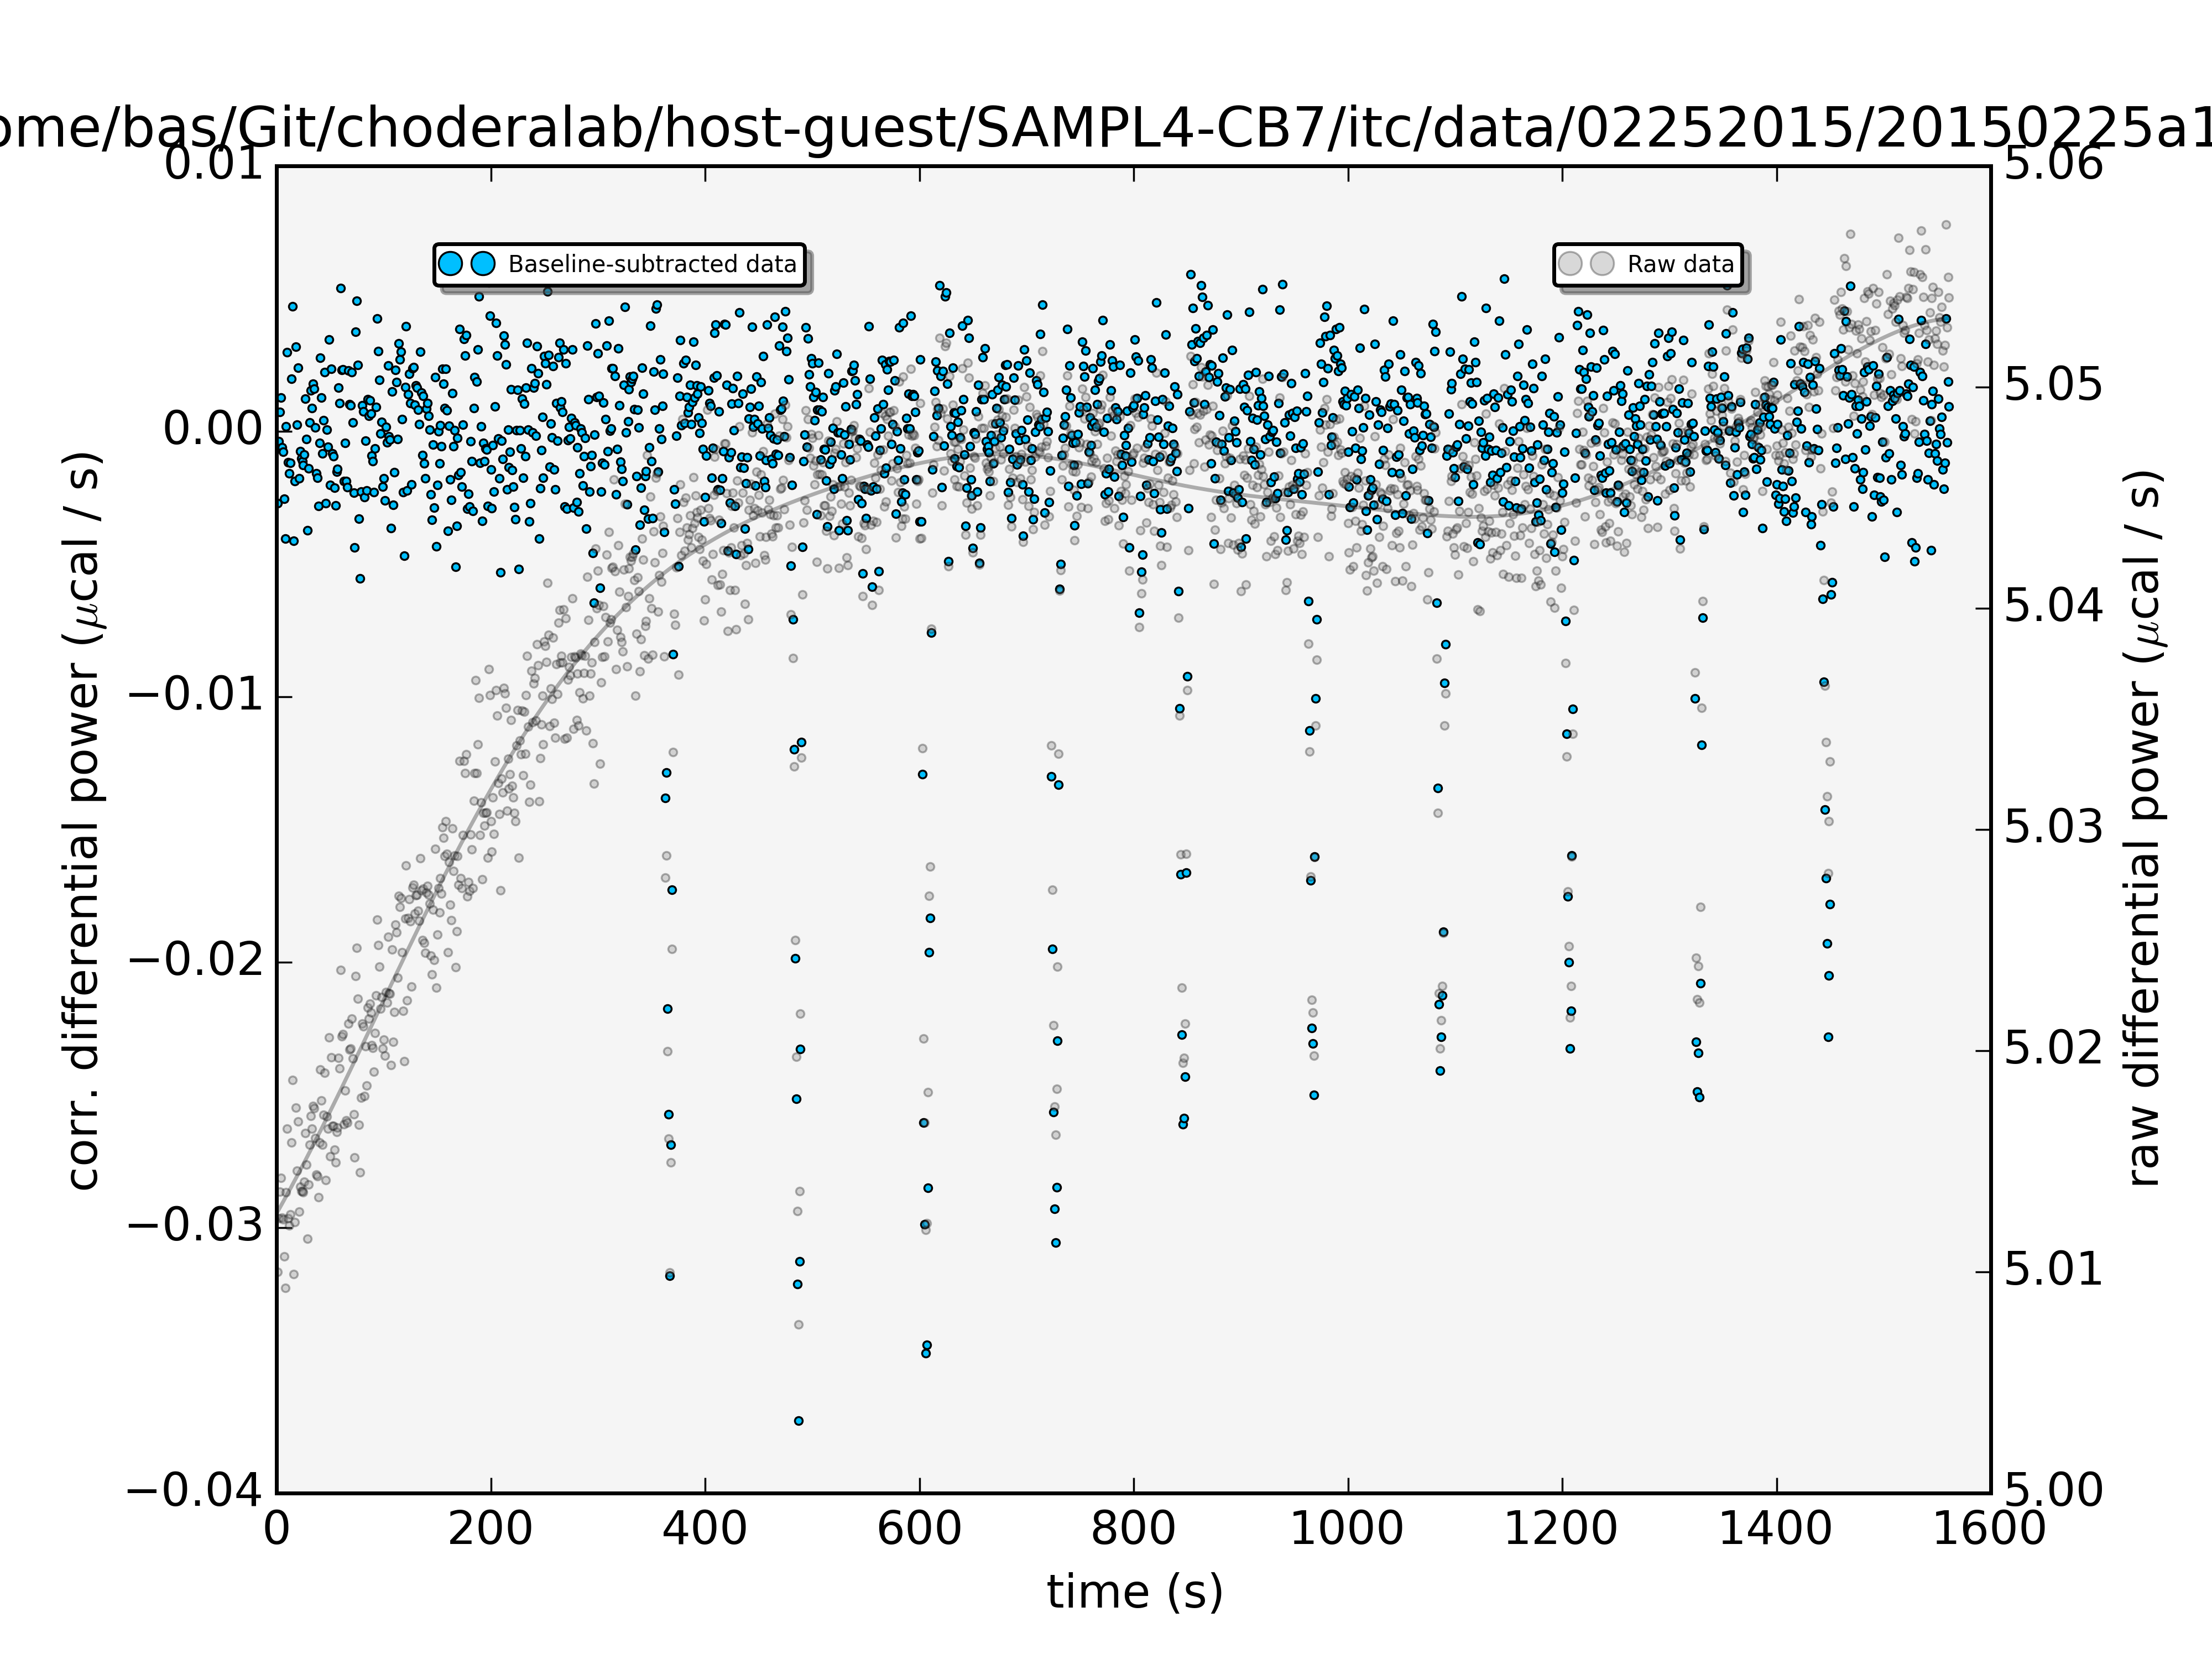 ome/bas/Git/choderalab/host-guest/SAMPL4-CB7/itc/data/02252015/20150225a1
0.01
5.06
Baseline-subtracted data
Raw data
5.05
0.00
5.04
−0.01
5.03
−0.02
5.02
−0.03
5.01
−0.04
5.00
corr. differential power (μcal / s)
raw differential power (μcal / s)
0 200 400 600 800 1000 1200 1400 1600
time (s)